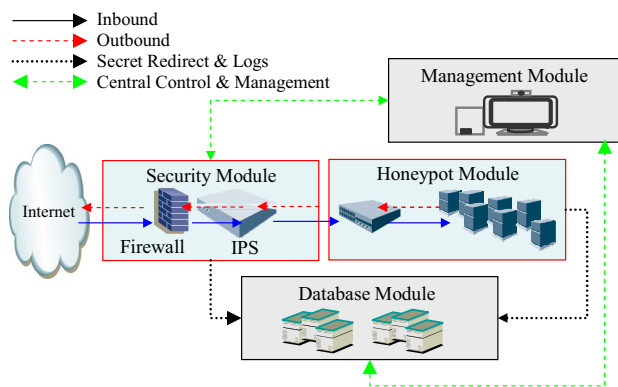 Inbound
Outbound
Secret Redirect & Logs
Central Control & Management
Management Module
Security Module
Honeypot Module
Internet
Firewall
IPS
Database Module